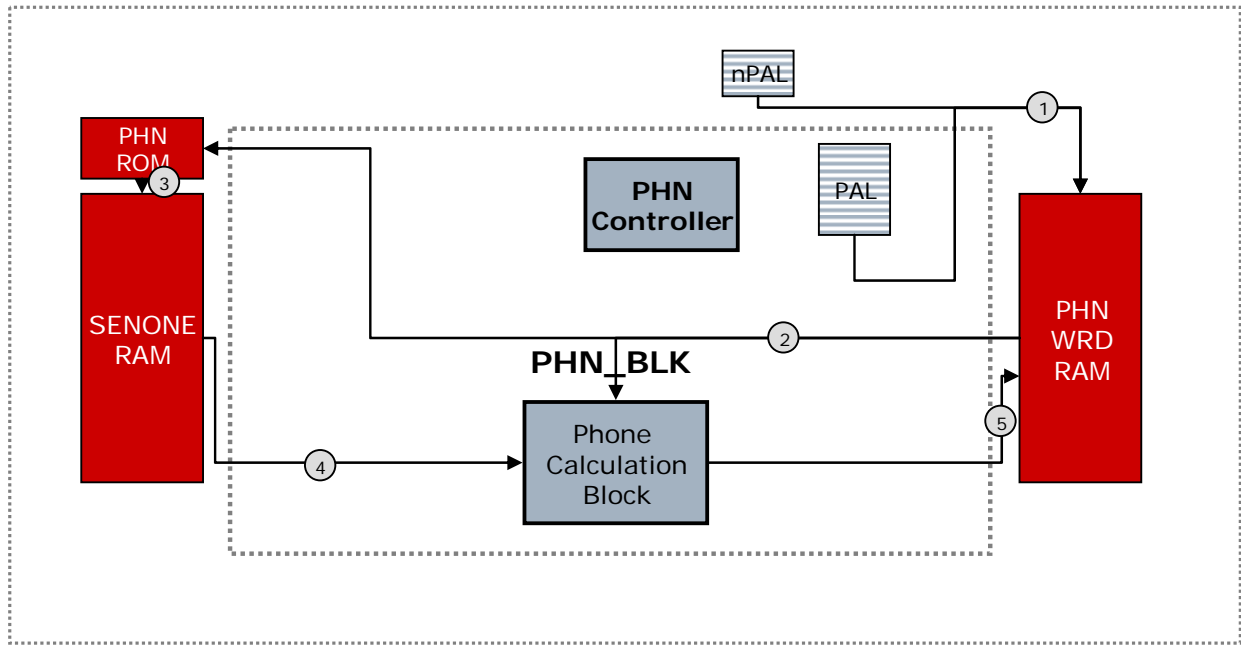 nPAL
1
PHN
ROM
3
PHN
Controller
PAL
SENONE
RAM
2
PHN
WRD
RAM
PHN_BLK
5
Phone
Calculation
Block
4